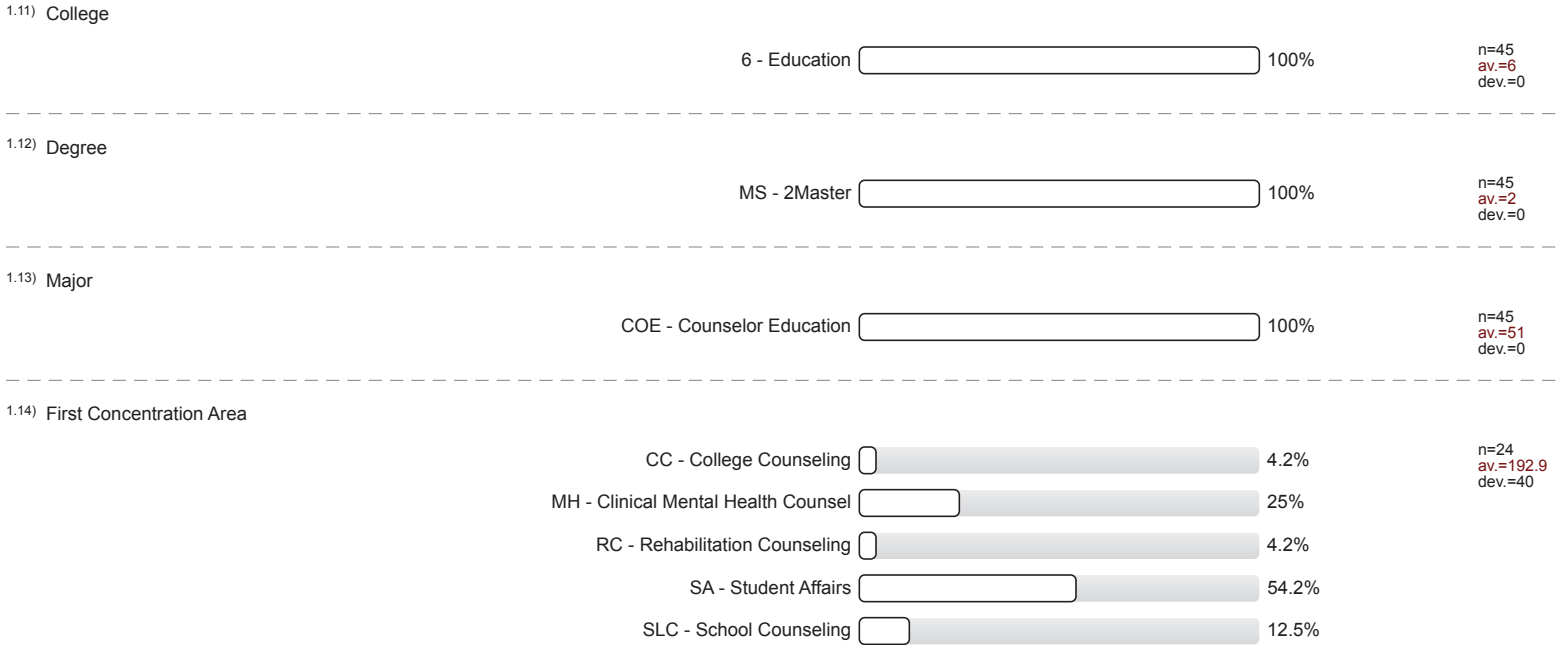 1.11) College
6 - Education 100%
n=45
av.=6
dev.=0
1.12) Degree
MS - 2Master 100%
n=45
av.=2
dev.=0
1.13) Major
COE - Counselor Education 100%
n=45
av.=51
dev.=0
1.14) First Concentration Area
CC - College Counseling 4.2%
n=24
av.=192.9
dev.=40
MH - Clinical Mental Health Counsel 25%
RC - Rehabilitation Counseling 4.2%
SA - Student Affairs 54.2%
SLC - School Counseling 12.5%